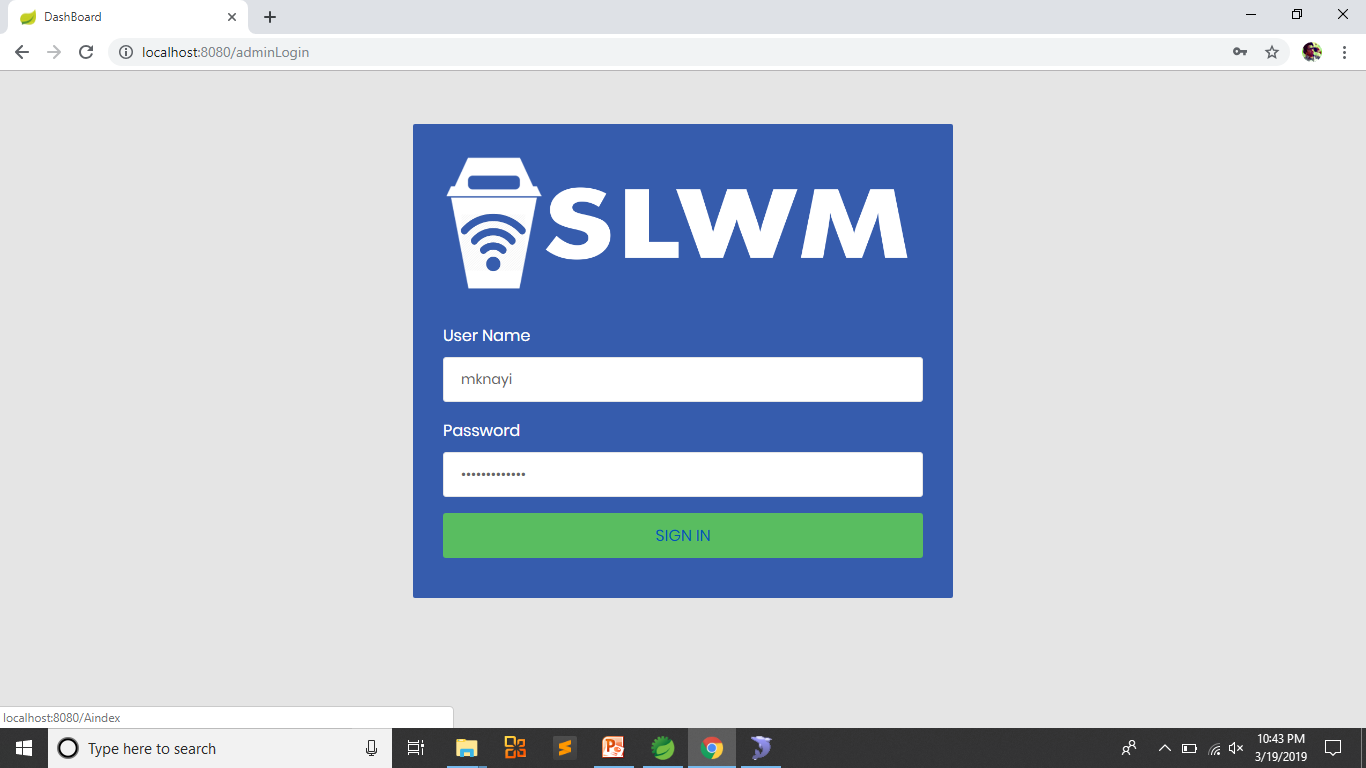 DashBoard
localhost:8080/adminLogin
SLWM
User Name
mknayi
Password
•••••••••••••
SIGN IN
localhost:8080/Aindex
Type here to search
10:43 PM
3/19/2019